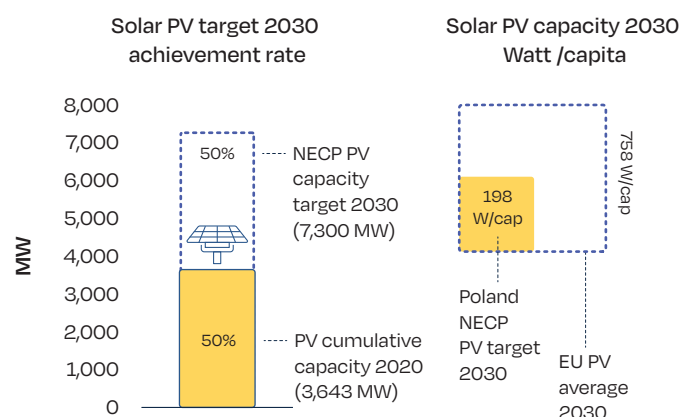 Solar PV target 2030
achievement rate
8,000
7,000
6,000
5,000
4,000
3,000
2,000
1,000
0
MW
50%
50%
NECP PV
capacity
target 2030
(7,300 MW)
PV cumulative
capacity 2020
(3,643 MW)
Solar PV capacity 2030
Watt /capita
758 W/cap
198
W/cap
Poland
NECP
PV target
2030
EU PV
average
2030